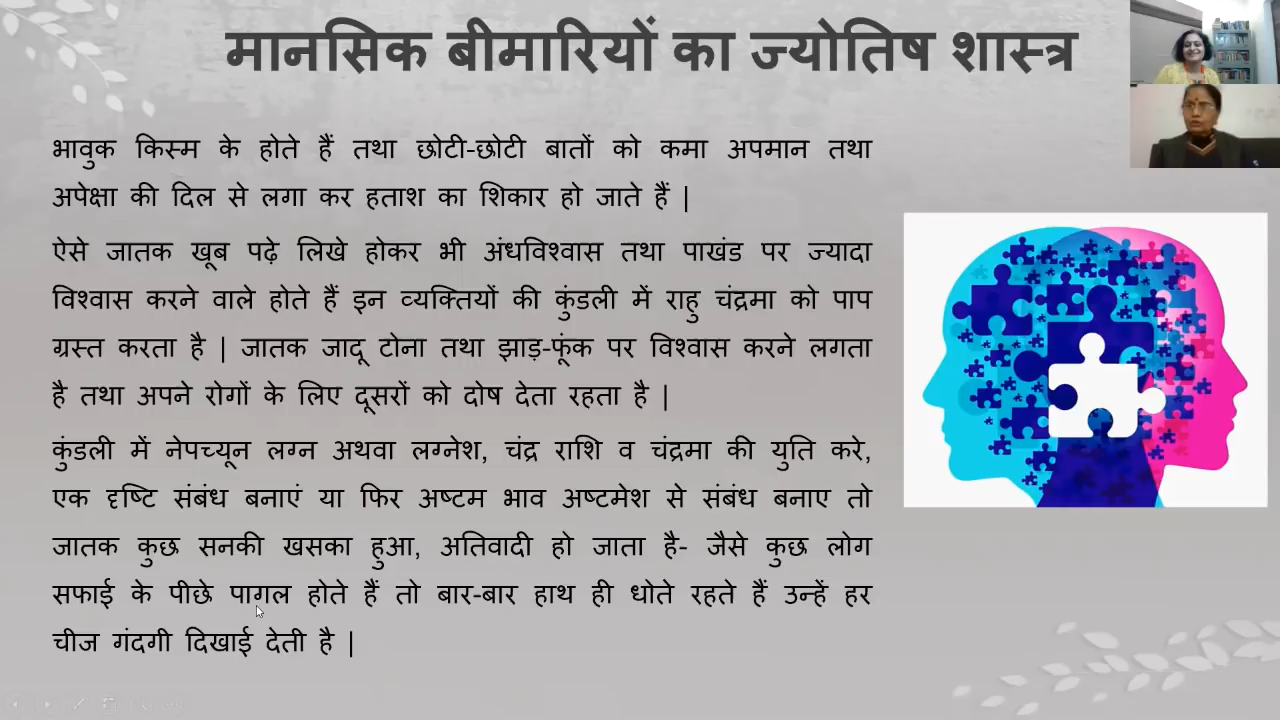 मानसिक बीमारियों का ज्योतिष शास्त्र
भावुक किस्म के होते हैं तथा छोटी-छोटी बातों को कमा अपमान तथा
अपेक्षा की दिल से लगा कर हताश का शिकार हो जाते हैं |
ऐसे जातक खूब पढ़े लिखे होकर भी अंधविश्वास तथा पाखंड पर ज्यादा
विश्वास करने वाले होते हैं इन व्यक्तियों की कुंडली में राहु चंद्रमा को पाप
ग्रस्त करता है | जातक जादू टोना तथा झाड़-फूंक पर विश्वास करने लगता
है तथा अपने रोगों के लिए दूसरों को दोष देता रहता है |
कुंडली में नेपच्यून लग्न अथवा लग्नेश, चंद्र राशि व चंद्रमा की युति करे,
एक दृष्टि संबंध बनाएं या फिर अष्टम भाव अष्टमेश से संबंध बनाए तो
जातक कुछ सनकी खसका हुआ, अतिवादी हो जाता है- जैसे कुछ लोग
सफाई के पीछे पागल होते हैं तो बार-बार हाथ ही धोते रहते हैं उन्हें हर
चीज गंदगी दिखाई देती है |